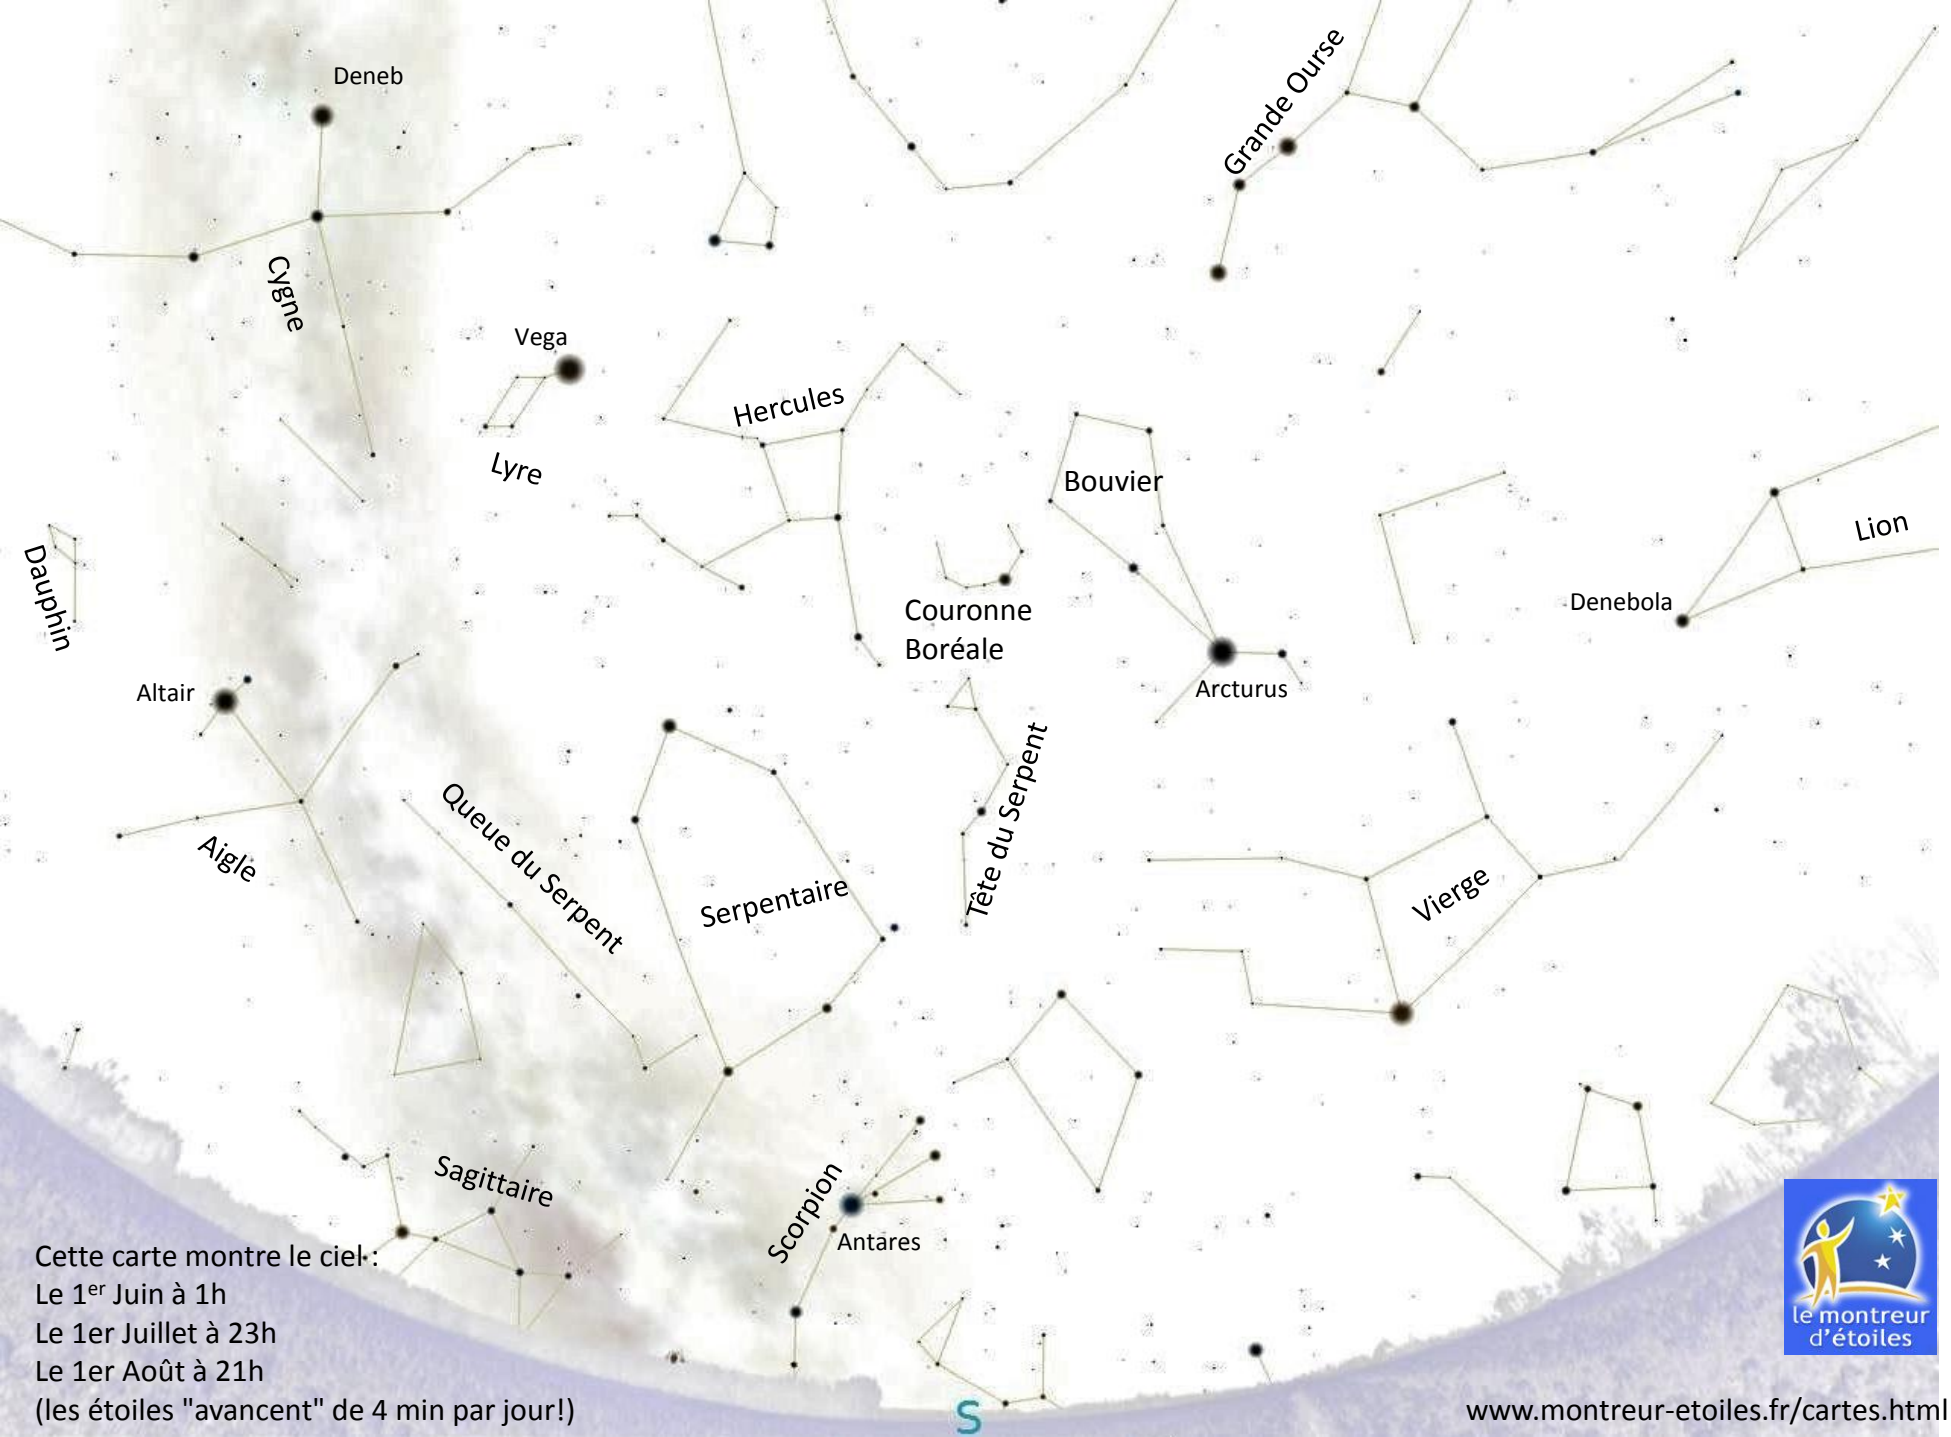 Deneb
Grande Ourse
Cygne
Vega
Lyre
Hercules
Bouvier
Lion
Denebola
Dauphin
Couronne
Boréale
Altair
Arcturus
Aigle
Queue du Serpent
Serpentaire
Tête du Serpent
Vierge
Sagittaire
Scorpion
Antares
Cette carte montre le ciel :
Le 1er Juin à 1h
Le 1er Juillet à 23h
Le 1er Août à 21h
(les étoiles "avancent" de 4 min par jour!)
S
le montreur
d'étoiles
www.montreur-etoiles.fr/cartes.html